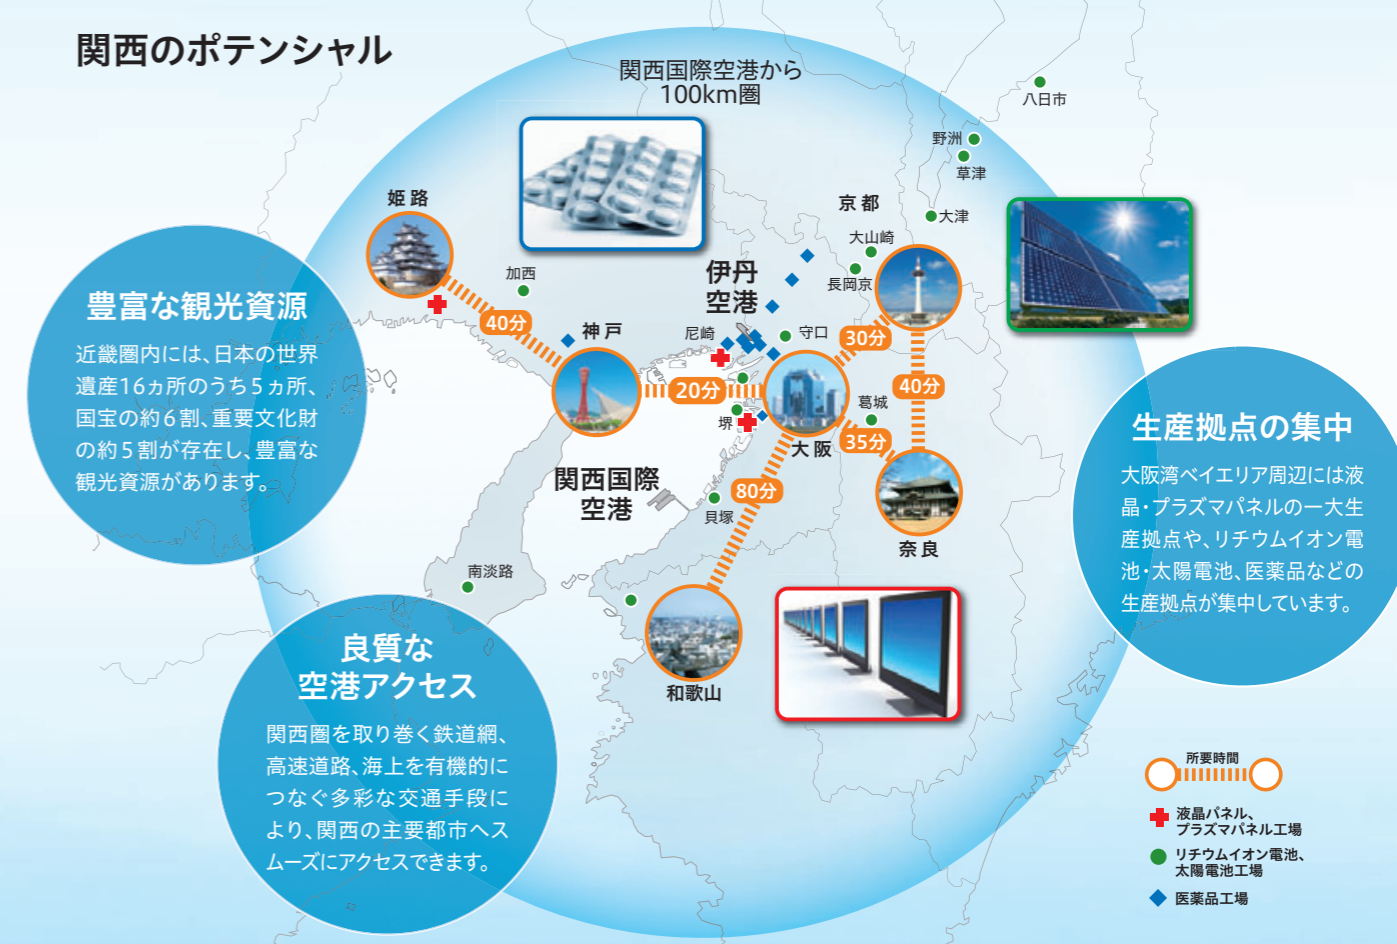 関西のポテンシャル
関西国際空港から
100km圏
八日市
野洲
草津
大津
京都
大山崎
長岡京
姫路
加西
伊丹
空港
40分
神戸
尼崎
守口
30分
20分
40分
堺
葛城
大阪
35分
関西国際
空港
80分
貝塚
奈良
南淡路
和歌山
豊富な観光資源
近畿圏内には、日本の世界
遺産16ヵ所のうち5ヵ所、
国宝の約6割、重要文化財
の約5割が存在し、豊富な
観光資源があります。
生産拠点の集中
大阪湾ベイエリア周辺には液
晶・プラズマパネルの一大生
産拠点や、リチウムイオン電
池・太陽電池、医薬品などの
生産拠点が集中しています。
良質な
空港アクセス
関西圏を取り巻く鉄道網、
高速道路、海上を有機的に
つなぐ多彩な交通手段に
より、関西の主要都市へス
ムーズにアクセスできます。
所要時間
液晶パネル、
プラズマパネル工場
リチウムイオン電池、
太陽電池工場
医薬品工場